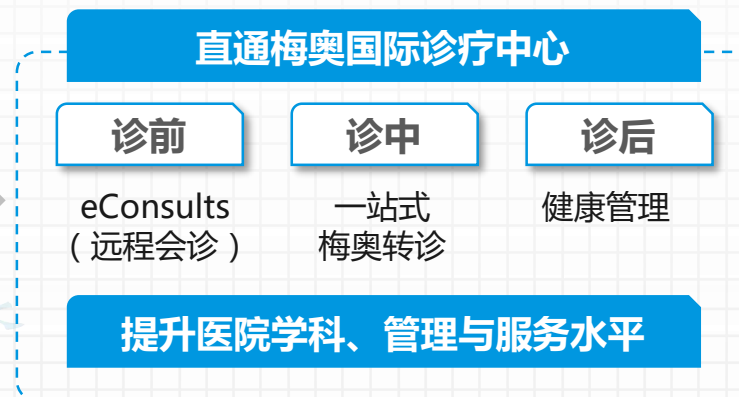 直通梅奥国际诊疗中心
诊前 诊中 诊后
eConsults 一站式 健康管理
（远程会诊） 梅奥转诊
提升医院学科、管理与服务水平